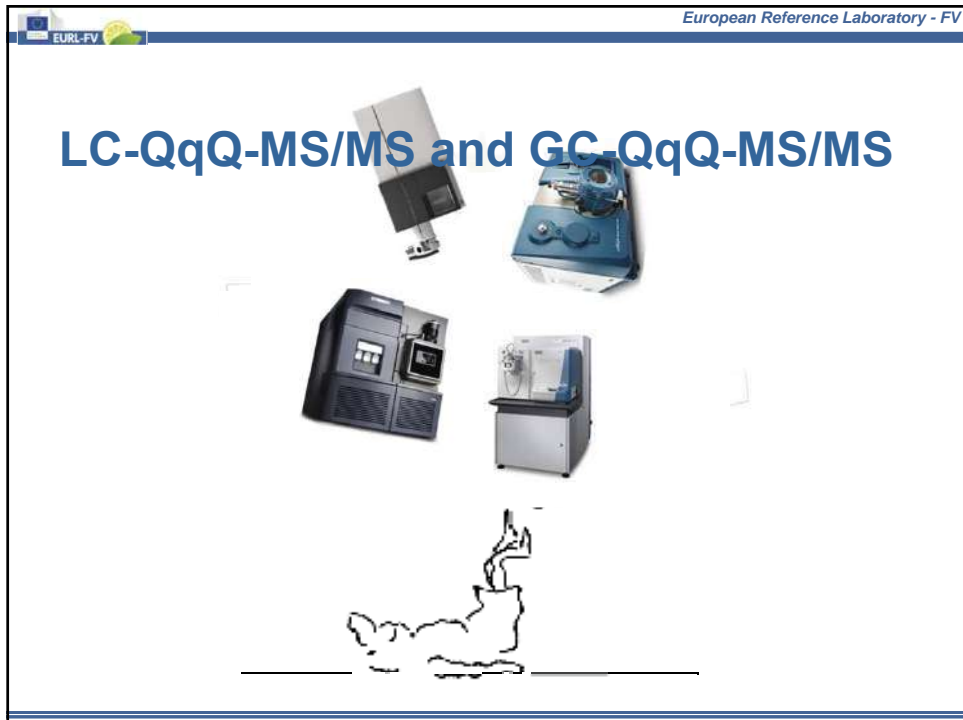 European Reference Laboratory - FV
EURL-FV
LC-QqQ-MS/MS and GC-QqQ-MS/MS